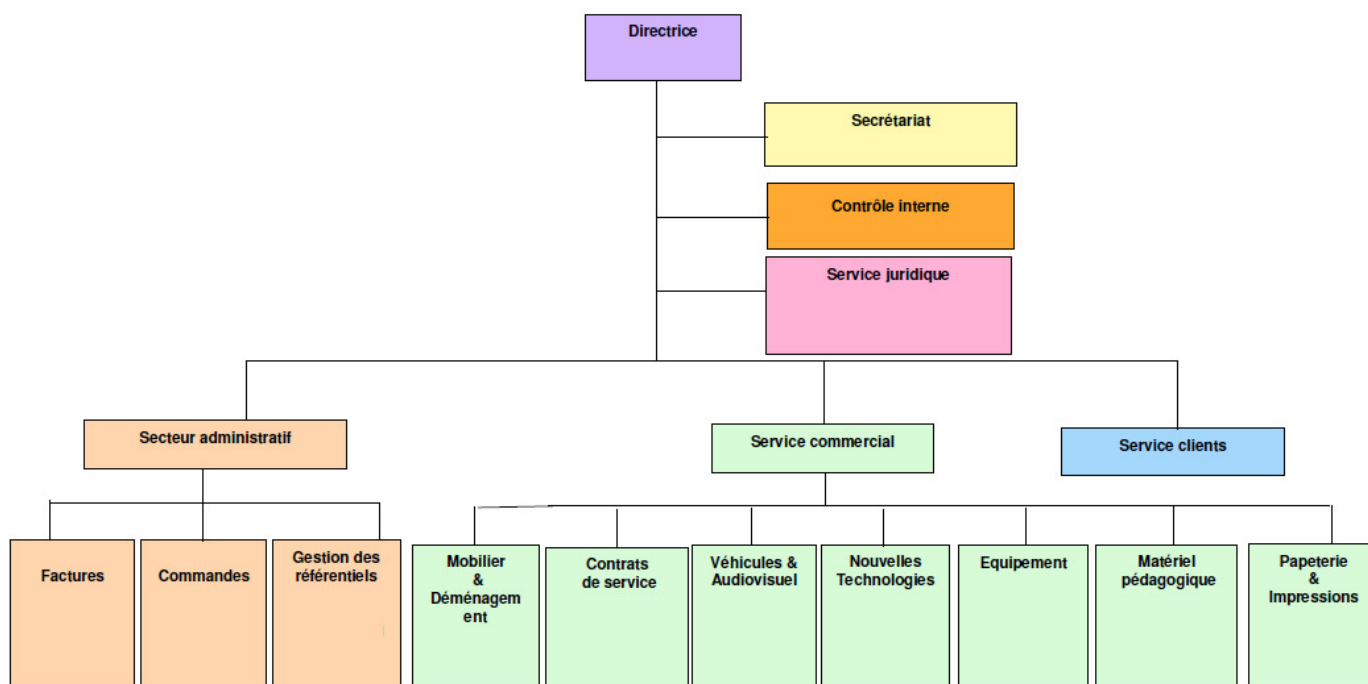 Directrice
Secrétariat
Contrôle interne
Service juridique
Secteur administratif
Service commercial
Service clients
Factures
Commandes
Gestion des
référentiels
Mobilier
&
Déménagem
ent
Contrats
de service
Véhicules &
Audiovisuel
Nouvelles
Technologies
Equipement
Matériel
pédagogique
Papeterie
&
Impressions